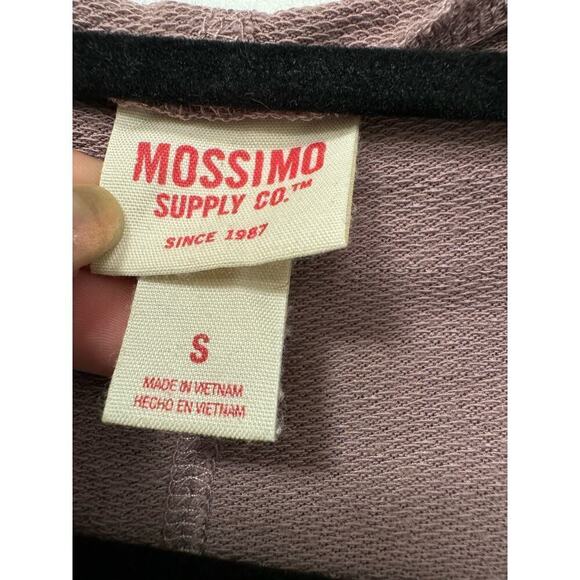 MOSSIMO
SUPPLY CO.™
SINCE 1987
S
MADE IN VIETNAM
HECHO EN VIETNAM